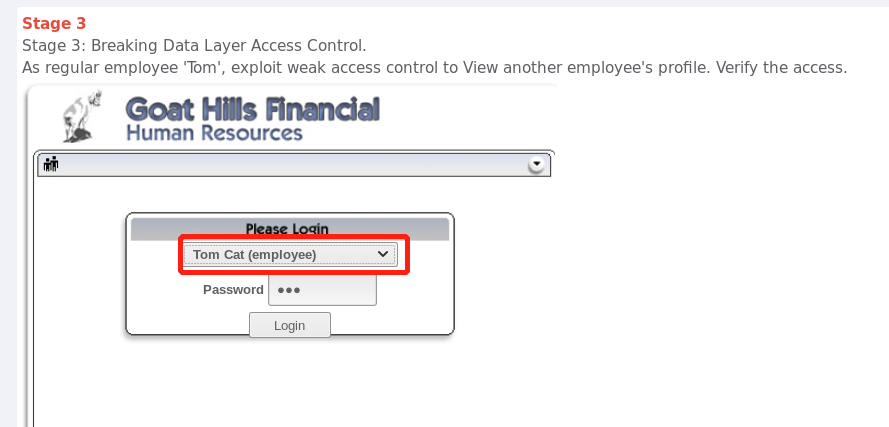 Stage 3
Stage 3: Breaking Data Layer Access Control.
As regular employee 'Tom', exploit weak access control to View another employee's profile. Verify the access.
Goat Hills Financial
Human Resources
Please Login
Tom Cat (employee)
Password
Login